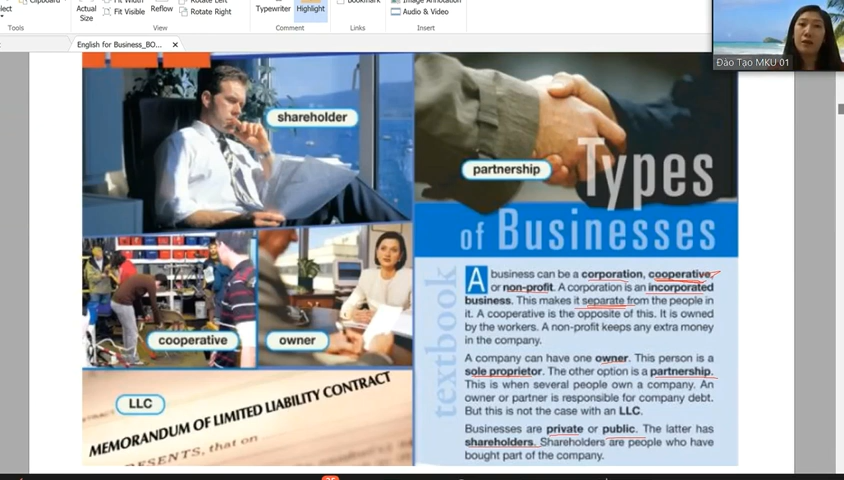 Clipboard
Actual
Size
Fit Width
Fit Visible
Reflow
Rotate Left
Rotate Right
Typewriter
Highlight
Bookmark
Image Annotation
Audio & Video
Tools
Comment
Links
Insert
English for Business_BO... ×
Đào Tạo MKU 01
shareholder
partnership
Types
of Businesses
cooperative
owner
LLC
MEMORANDUM OF LIMITED LIABILITY CONTRACT
ESENTS, that on
textbook
A business can be a corporation, cooperative,
or non-profit. A corporation is an incorporated
business. This makes it separate from the people in
it. A cooperative is the opposite of this. It is owned
by the workers. A non-profit keeps any extra money
in the company.
A company can have one owner. This person is a
sole proprietor. The other option is a partnership.
This is when several people own a company. An
owner or partner is responsible for company debt.
But this is not the case with an LLC.
Businesses are private or public. The latter has
shareholders. Shareholders are people who have
bought part of the company.